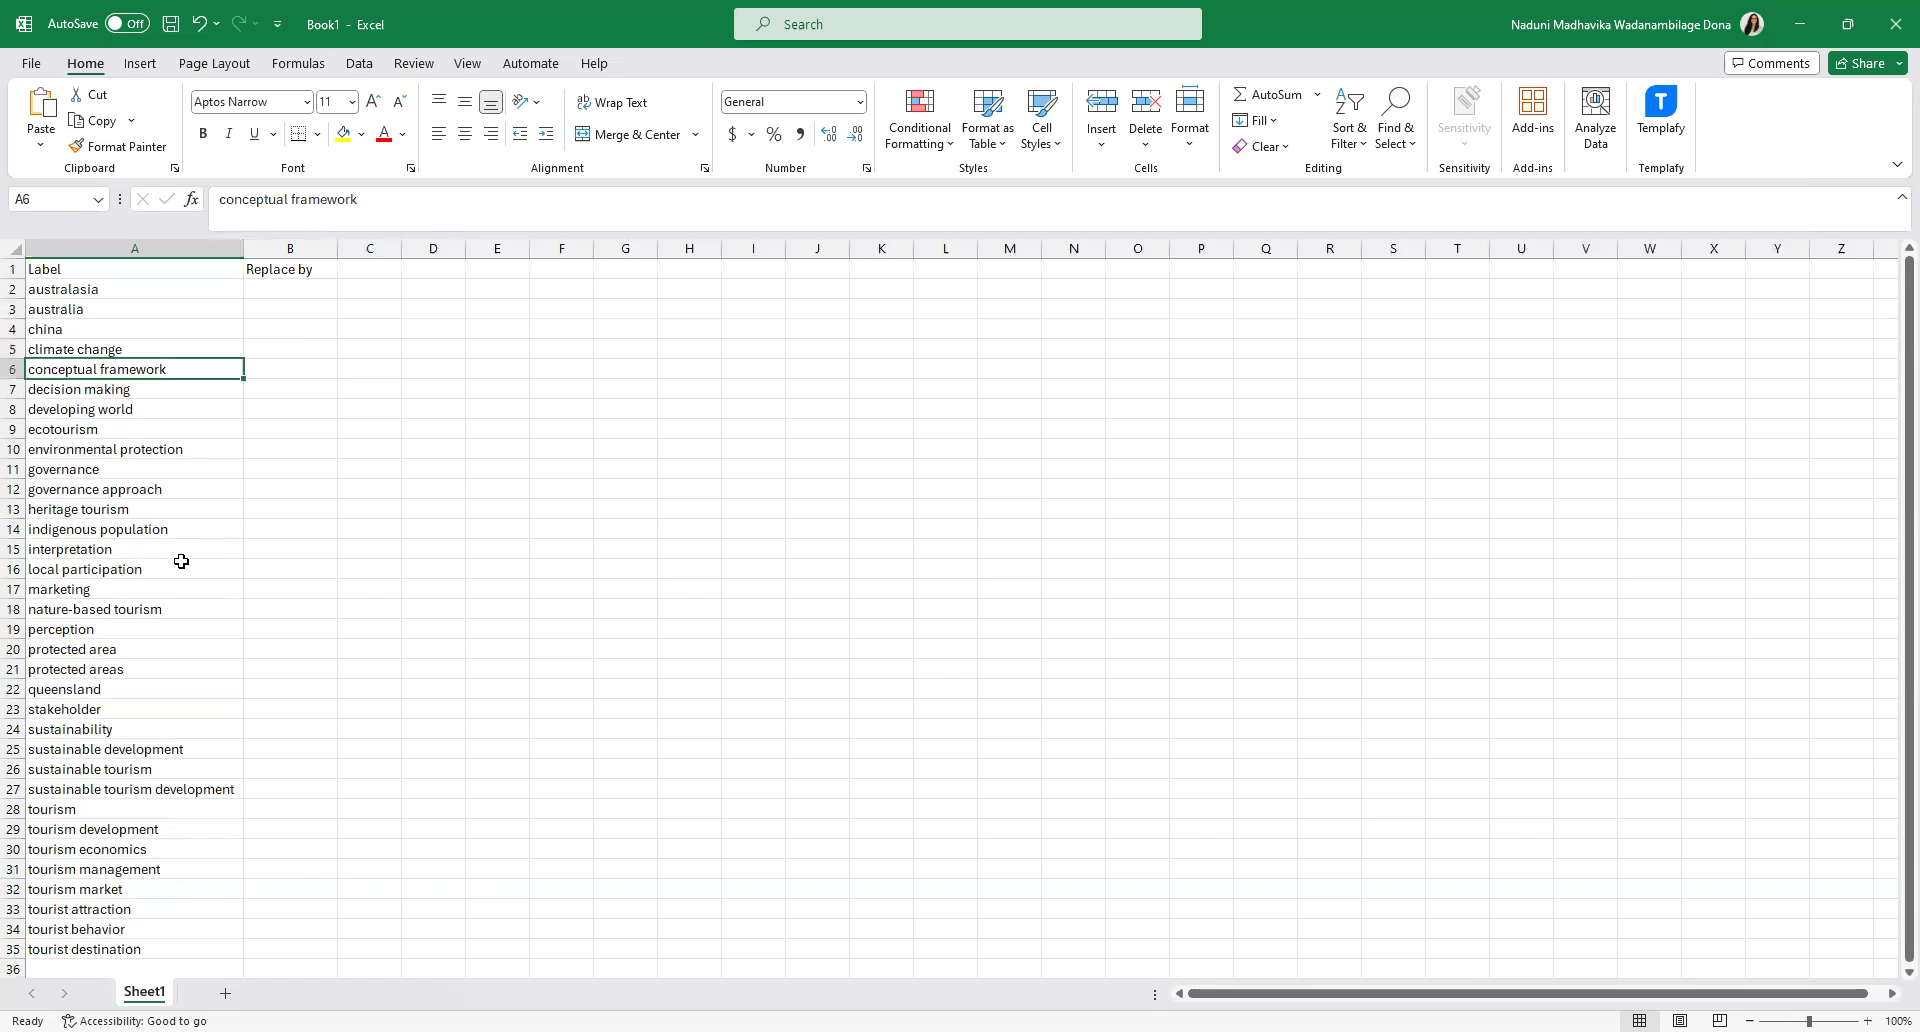 AutoSave Off Book1 - Excel Search Naduni Madhavika Wadanambilage Dona
File Home Insert Page Layout Formulas Data Review View Automate Help Comments Share
Paste
Cut
Copy
Format Painter
Clipboard
Aptos Narrow 11
B I U A
Font
Wrap Text
Merge & Center
Alignment
General
$ % ,
Number
Conditional Formatting
Format as Table
Cell Styles
Styles
Insert Delete Format
Cells
AutoSum
Fill
Clear
Sort & Filter
Find & Select
Editing
Sensitivity
Sensitivity
Add-ins
Add-ins
Analyze Data
Templafy
Templafy
A6 fx conceptual framework
A B C D E F G H I J K L M N O P Q R S T U V W X Y Z
1 Label Replace by
2 australasia
3 australia
4 china
5 climate change
6 conceptual framework
7 decision making
8 developing world
9 ecotourism
10 environmental protection
11 governance
12 governance approach
13 heritage tourism
14 indigenous population
15 interpretation
16 local participation
17 marketing
18 nature-based tourism
19 perception
20 protected area
21 protected areas
22 queensland
23 stakeholder
24 sustainability
25 sustainable development
26 sustainable tourism
27 sustainable tourism development
28 tourism
29 tourism development
30 tourism economics
31 tourism management
32 tourism market
33 tourist attraction
34 tourist behavior
35 tourist destination
36
Sheet1
Ready Accessibility: Good to go 100%